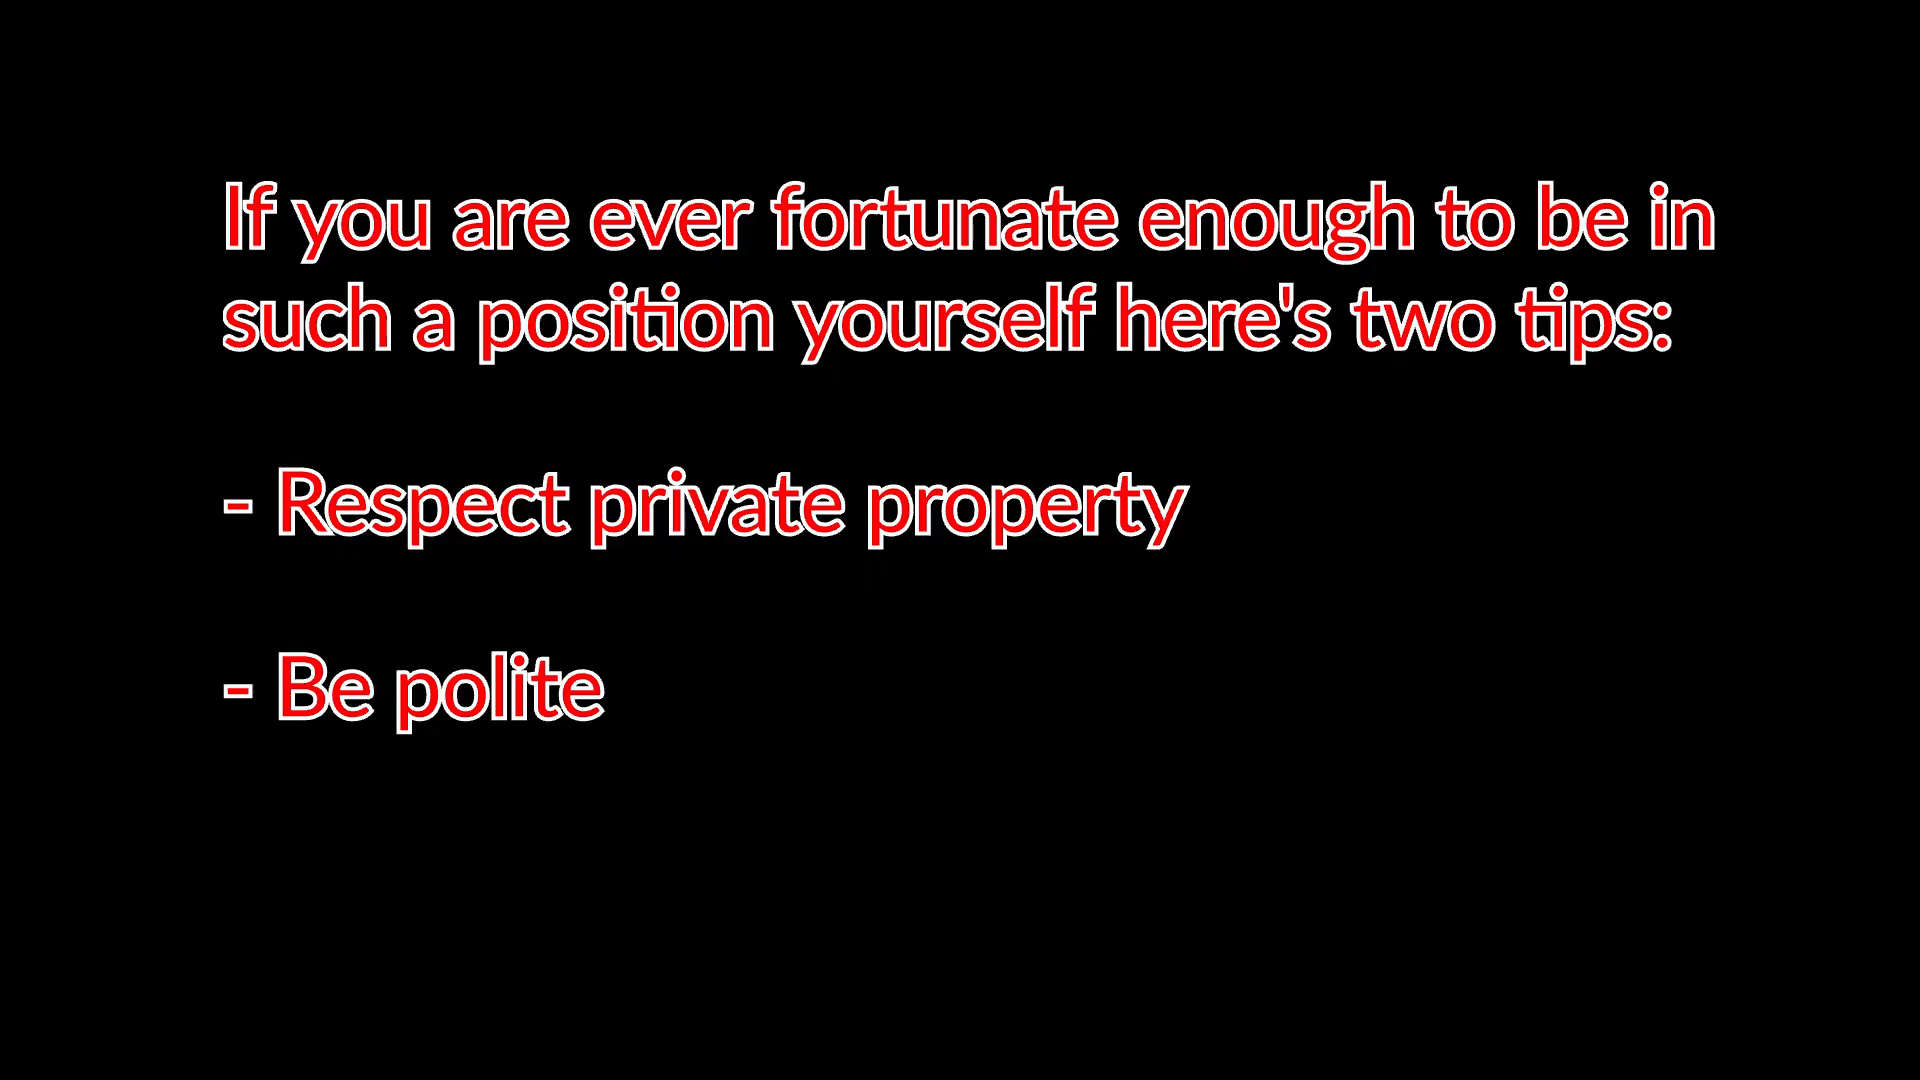 If you are ever fortunate enough to be in
such a position yourself here's two tips:
- Respect private property
- Be polite